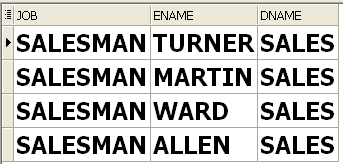 JOB ENAME DNAME
SALESMAN TURNER SALES
SALESMAN MARTIN SALES
SALESMAN WARD SALES
SALESMAN ALLEN SALES